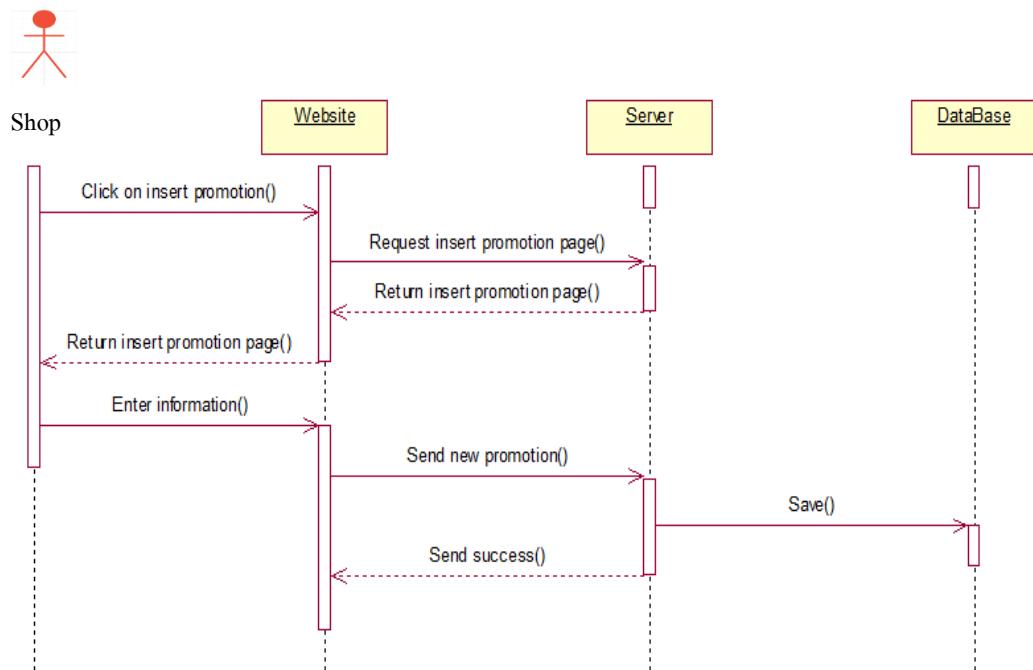 Shop
Website
Server
DataBase
Click on insert promotion()
Request insert promotion page()
Return insert promotion page()
Return insert promotion page()
Enter information()
Send new promotion()
Save()
Send success()